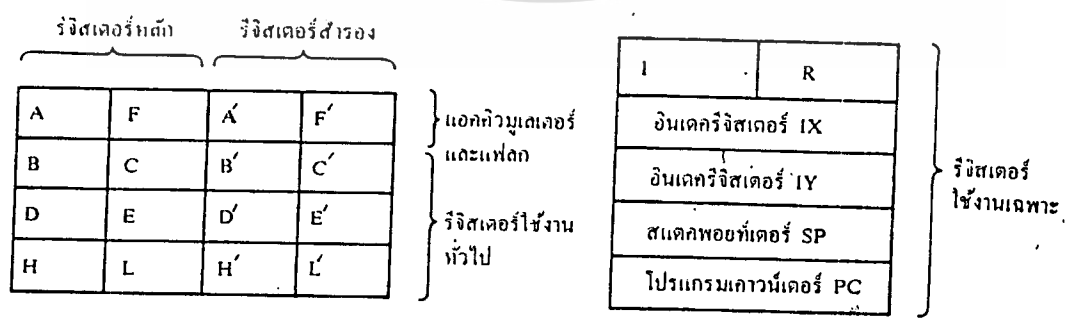 รีจิสเตอร์หลัก รีจิสเตอร์สำรอง
A F A′ F′
B C B′ C′
D E D′ E′
H L H′ L′
แอคคิวมูเลเตอร์
และแฟลก
รีจิสเตอร์ใช้งาน
ทั่วไป
I R
อินเดครีจิสเตอร์ IX
อินเดครีจิสเตอร์ IY
สแตคพอยท์เตอร์ SP
โปรแกรมเคาวน์เตอร์ PC
รีจิสเตอร์
ใช้งานเฉพาะ